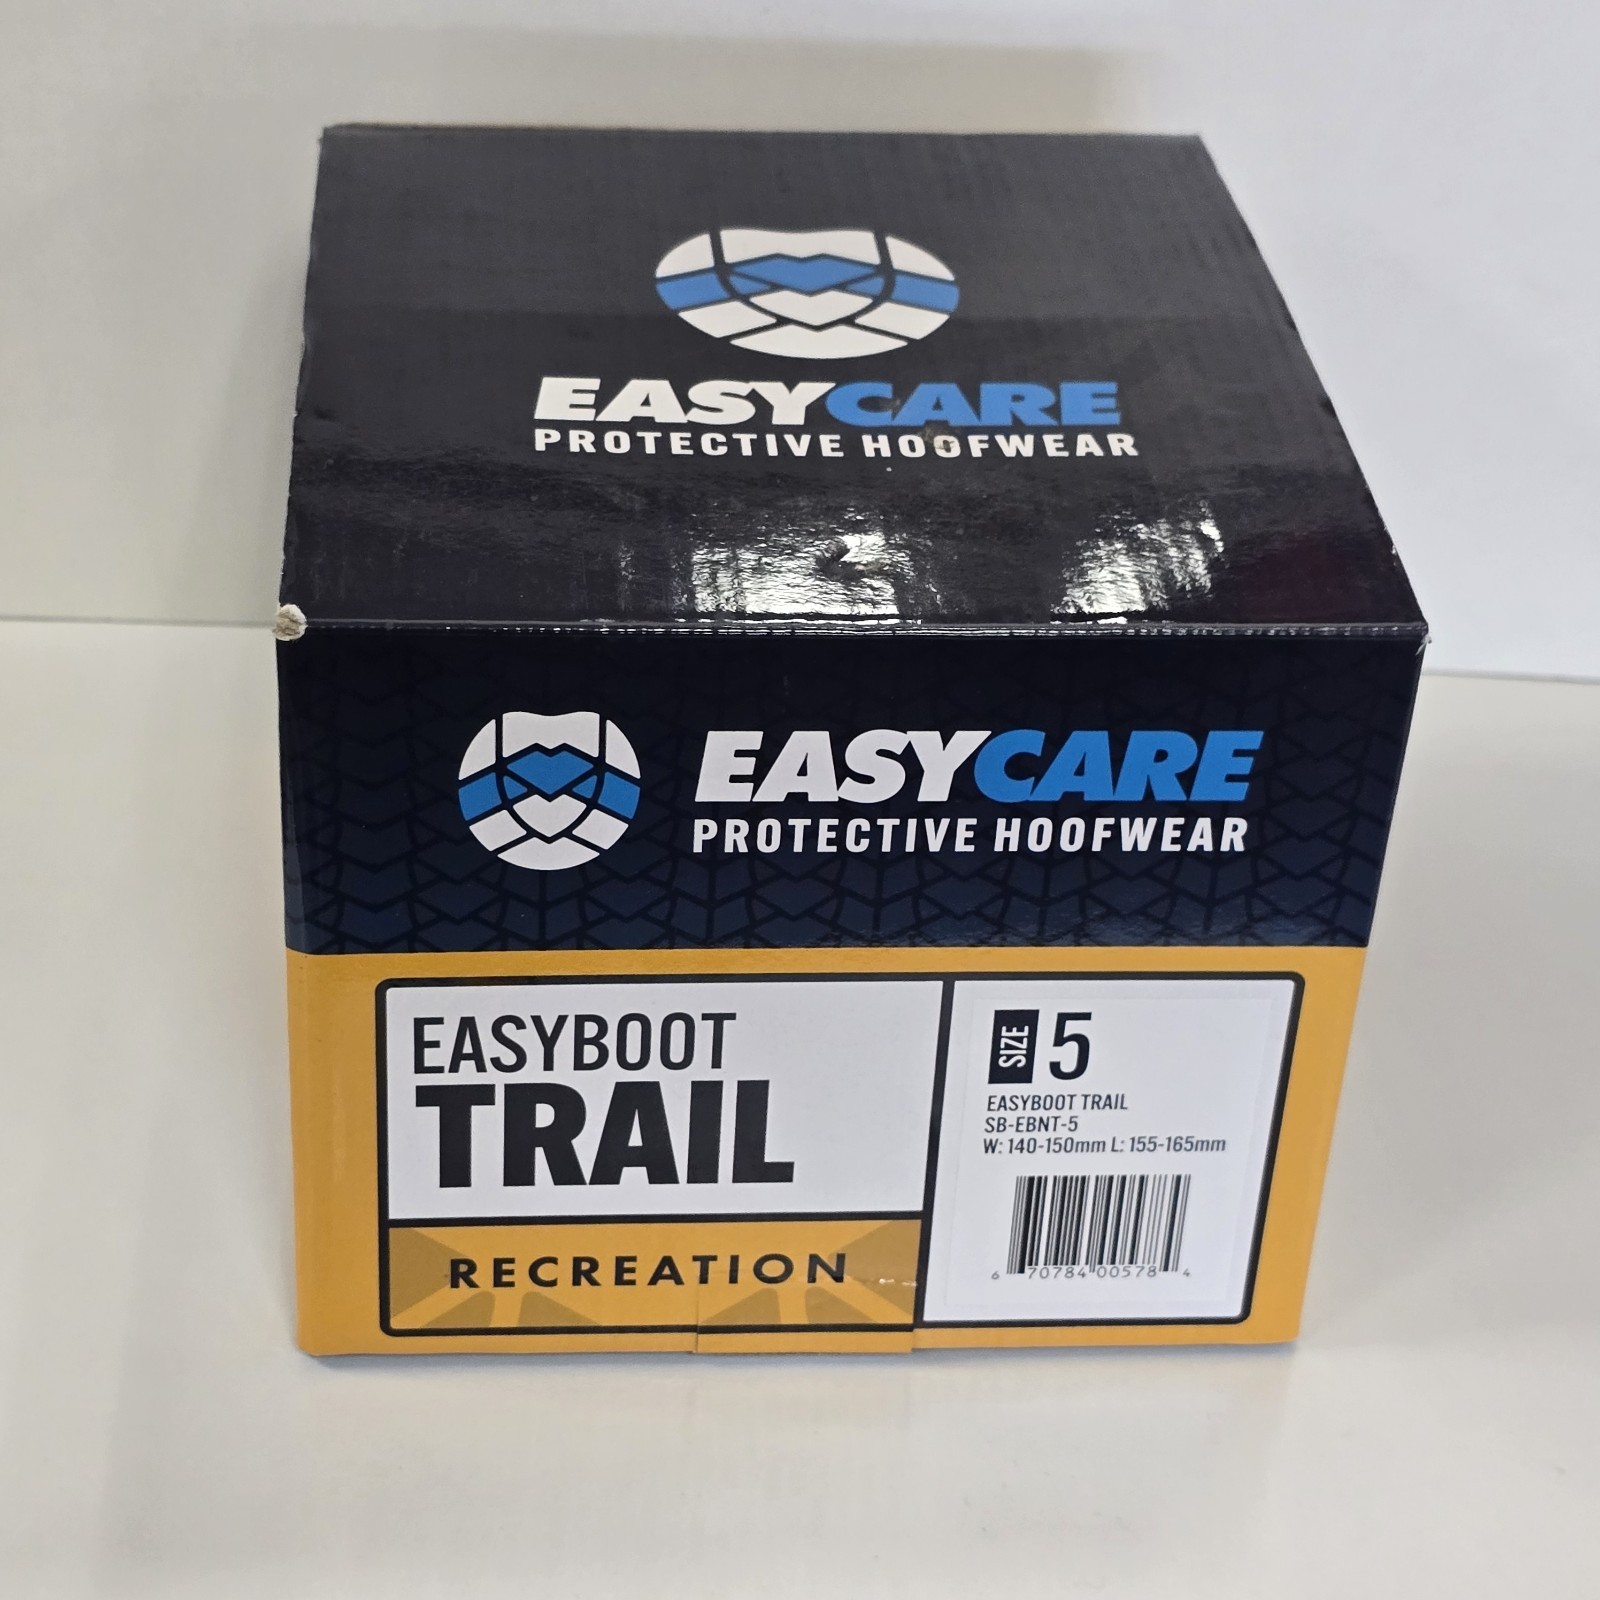 EASYCARE
PROTECTIVE HOOFWEAR
EASYCARE
PROTECTIVE HOOFWEAR
EASYBOOT
TRAIL
RECREATION
SIZE 5
EASYBOOT TRAIL
SB-EBNT-5
W: 140-150mm L: 155-165mm
6 70784 00578 4